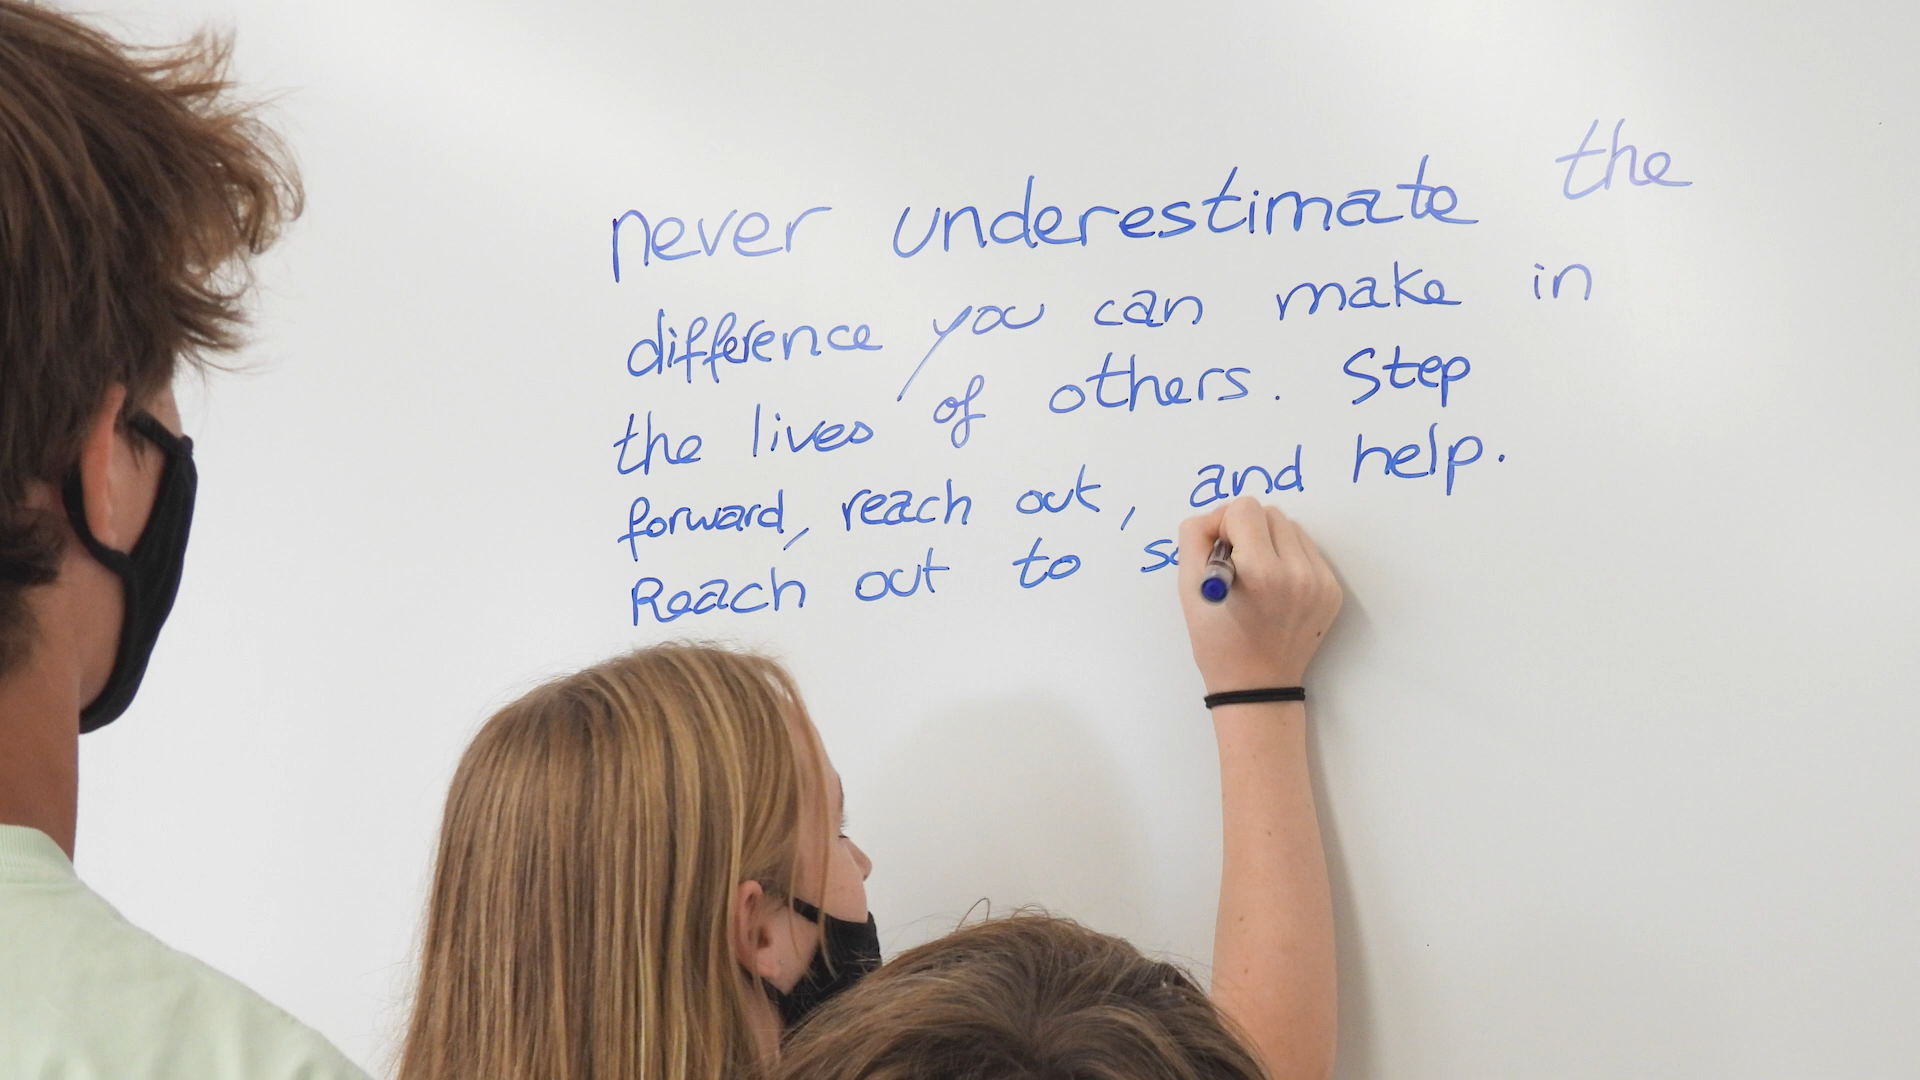 never underestimate the
difference you can make in
the lives of others. Step
forward, reach out, and help.
Reach out to